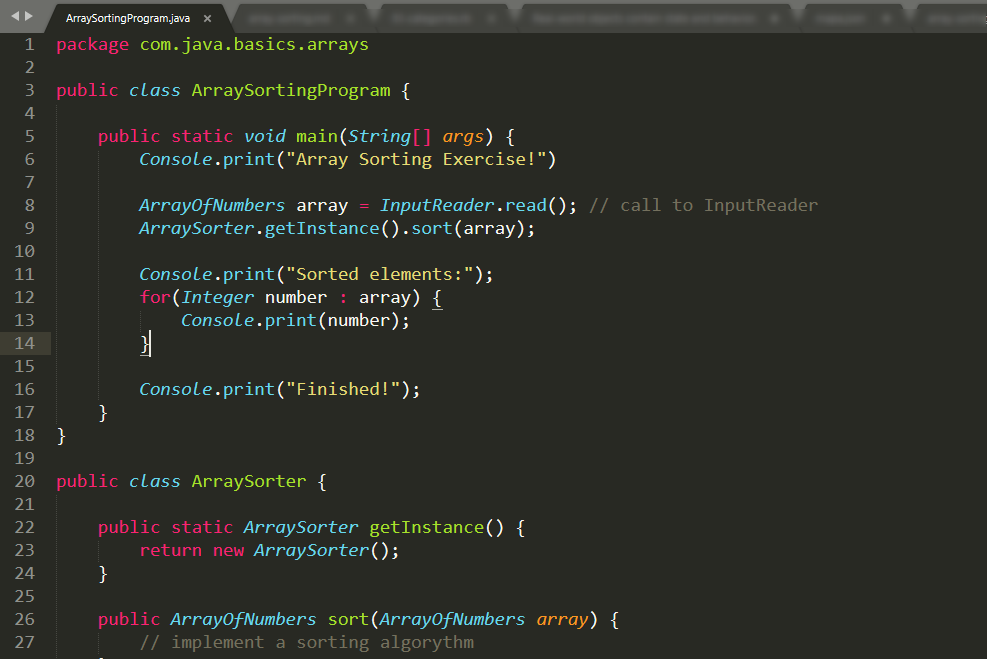 ArraySortingProgram.java ×
1 package com.java.basics.arrays
2
3 public class ArraySortingProgram {
4
5 public static void main(String[] args) {
6 Console.print("Array Sorting Exercise!")
7
8 ArrayOfNumbers array = InputReader.read(); // call to InputReader
9 ArraySorter.getInstance().sort(array);
10
11 Console.print("Sorted elements:");
12 for(Integer number : array) {
13 Console.print(number);
14 }
15
16 Console.print("Finished!");
17 }
18 }
19
20 public class ArraySorter {
21
22 public static ArraySorter getInstance() {
23 return new ArraySorter();
24 }
25
26 public ArrayOfNumbers sort(ArrayOfNumbers array) {
27 // implement a sorting algorythm